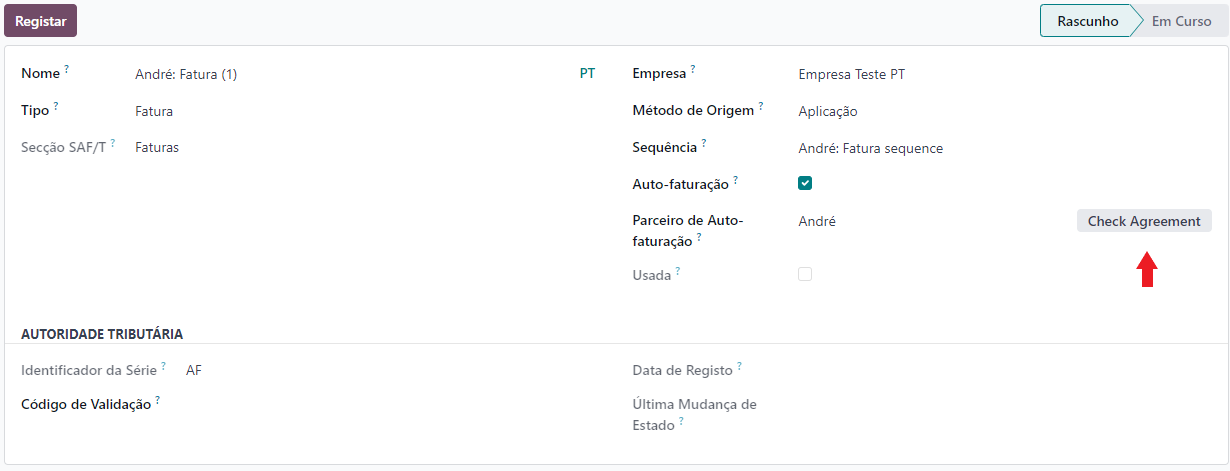 Registar
Rascunho
Em Curso
Nome ?
André: Fatura (1)
PT
Tipo ?
Fatura
Secção SAF/T ?
Faturas
Empresa ?
Empresa Teste PT
Método de Origem ?
Aplicação
Sequência ?
André: Fatura sequence
Auto-faturação ?
Parceiro de Auto-
faturação ?
André
Check Agreement
Usada ?
AUTORIDADE TRIBUTÁRIA
Identificador da Série ?
AF
Código de Validação ?
Data de Registo ?
Última Mudança de
Estado ?